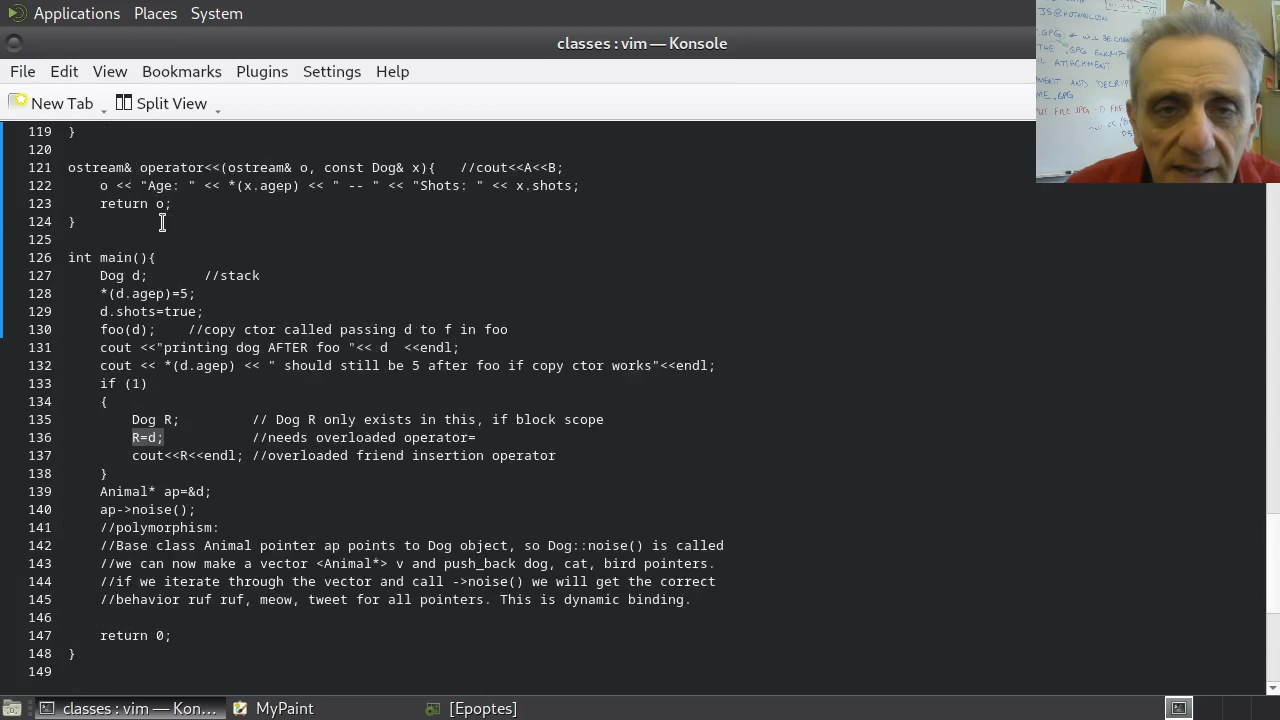 Applications Places System
classes : vim — Konsole
File Edit View Bookmarks Plugins Settings Help
New Tab Split View
119 }
120
121 ostream& operator<<(ostream& o, const Dog& x){ //cout<<A<<B;
122 o << "Age: " << *(x.agep) << " -- " << "Shots: " << x.shots;
123 return o;
124 }
125
126 int main(){
127 Dog d; //stack
128 *(d.agep)=5;
129 d.shots=true;
130 foo(d); //copy ctor called passing d to f in foo
131 cout <<"printing dog AFTER foo "<< d <<endl;
132 cout << *(d.agep) << " should still be 5 after foo if copy ctor works"<<endl;
133 if (1)
134 {
135 Dog R; // Dog R only exists in this, if block scope
136 R=d; //needs overloaded operator=
137 cout<<R<<endl; //overloaded friend insertion operator
138 }
139 Animal* ap=&d;
140 ap->noise();
141 //polymorphism:
142 //Base class Animal pointer ap points to Dog object, so Dog::noise() is called
143 //we can now make a vector <Animal*> v and push_back dog, cat, bird pointers.
144 //if we iterate through the vector and call ->noise() we will get the correct
145 //behavior ruf ruf, meow, tweet for all pointers. This is dynamic binding.
146
147 return 0;
148 }
149
classes : vim — Kon...
MyPaint
[Epoptes]
THE .GPG
ATTACHMENT
AND
.GPG